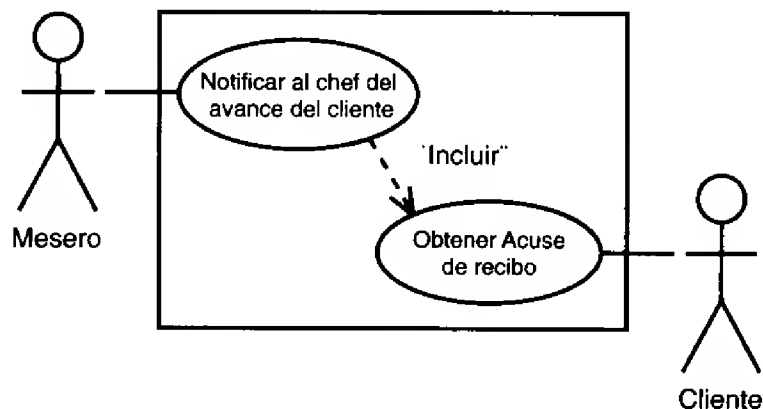 Notificar al chef del
avance del cliente
"Incluir"
Mesero
Obtener Acuse
de recibo
Cliente